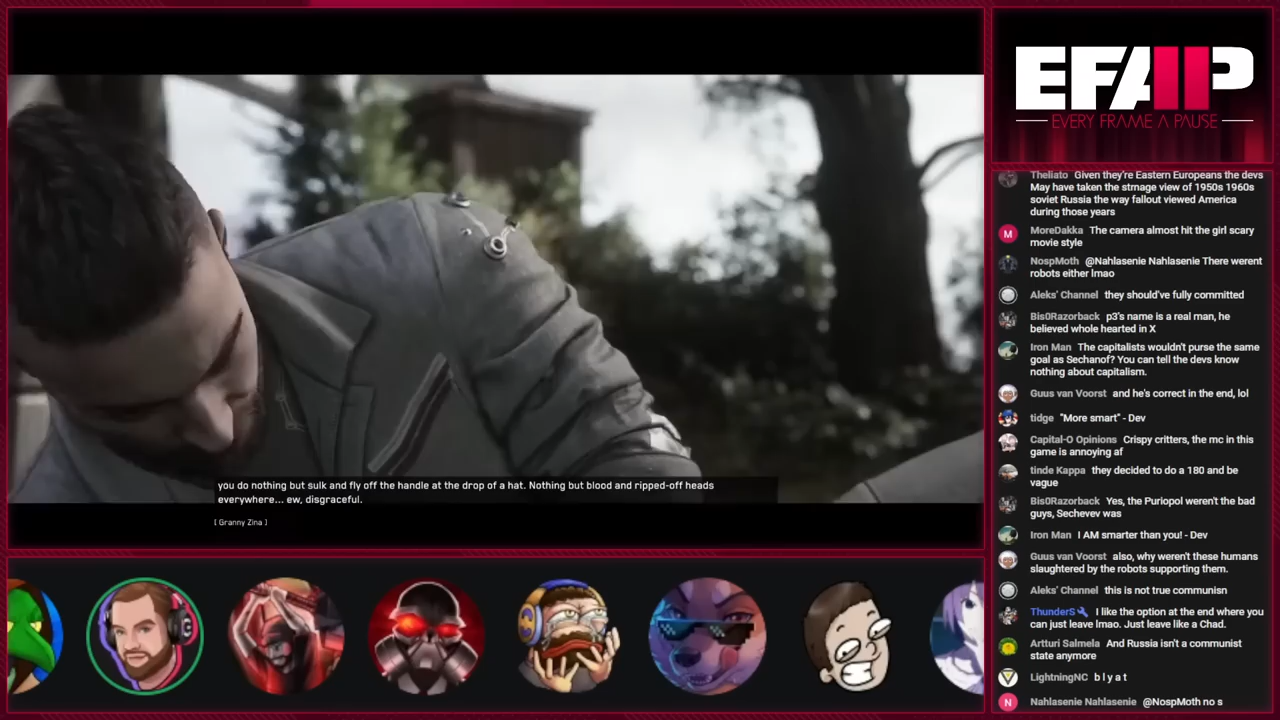 you do nothing but sulk and fly off the handle at the drop of a hat. Nothing but blood and ripped-off heads
everywhere... ew, disgraceful.
[ Granny Zina ]
EFAP
EVERY FRAME A PAUSE
Theliato Given they're Eastern Europeans the devs
May have taken the strnage view of 1950s 1960s
soviet Russia the way fallout viewed America
during those years
M
MoreDakka The camera almost hit the girl scary
movie style
NospMoth @Nahlasenie Nahlasenie There werent
robots either lmao
Aleks' Channel they should've fully committed
Bis0Razorback p3's name is a real man, he
believed whole hearted in X
Iron Man The capitalists wouldn't purse the same
goal as Sechanof? You can tell the devs know
nothing about capitalism.
Guus van Voorst and he's correct in the end, lol
tidge "More smart" - Dev
Capital-O Opinions Crispy critters, the mc in this
game is annoying af
tinde Kappa they decided to do a 180 and be
vague
Bis0Razorback Yes, the Puriopol weren't the bad
guys, Sechevev was
Iron Man I AM smarter than you! - Dev
Guus van Voorst also, why weren't these humans
slaughtered by the robots supporting them.
Aleks' Channel this is not true communisn
ThunderS I like the option at the end where you
can just leave lmao. Just leave like a Chad.
Artturi Salmela And Russia isn't a communist
state anymore
LightningNC b l y a t
N
Nahlasenie Nahlasenie @NospMoth no s